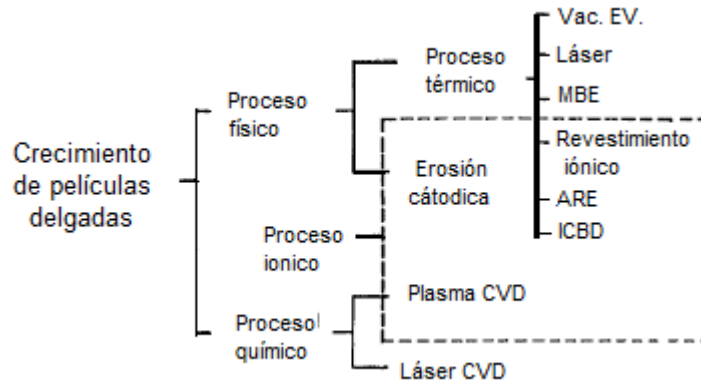 Crecimiento
de películas
delgadas
Proceso
físico
Proceso
térmico
Vac. EV.
Láser
MBE
Revestimiento
iónico
ARE
ICBD
Erosión
cátodica
Proceso
ionico
Proceso
químico
Plasma CVD
Láser CVD